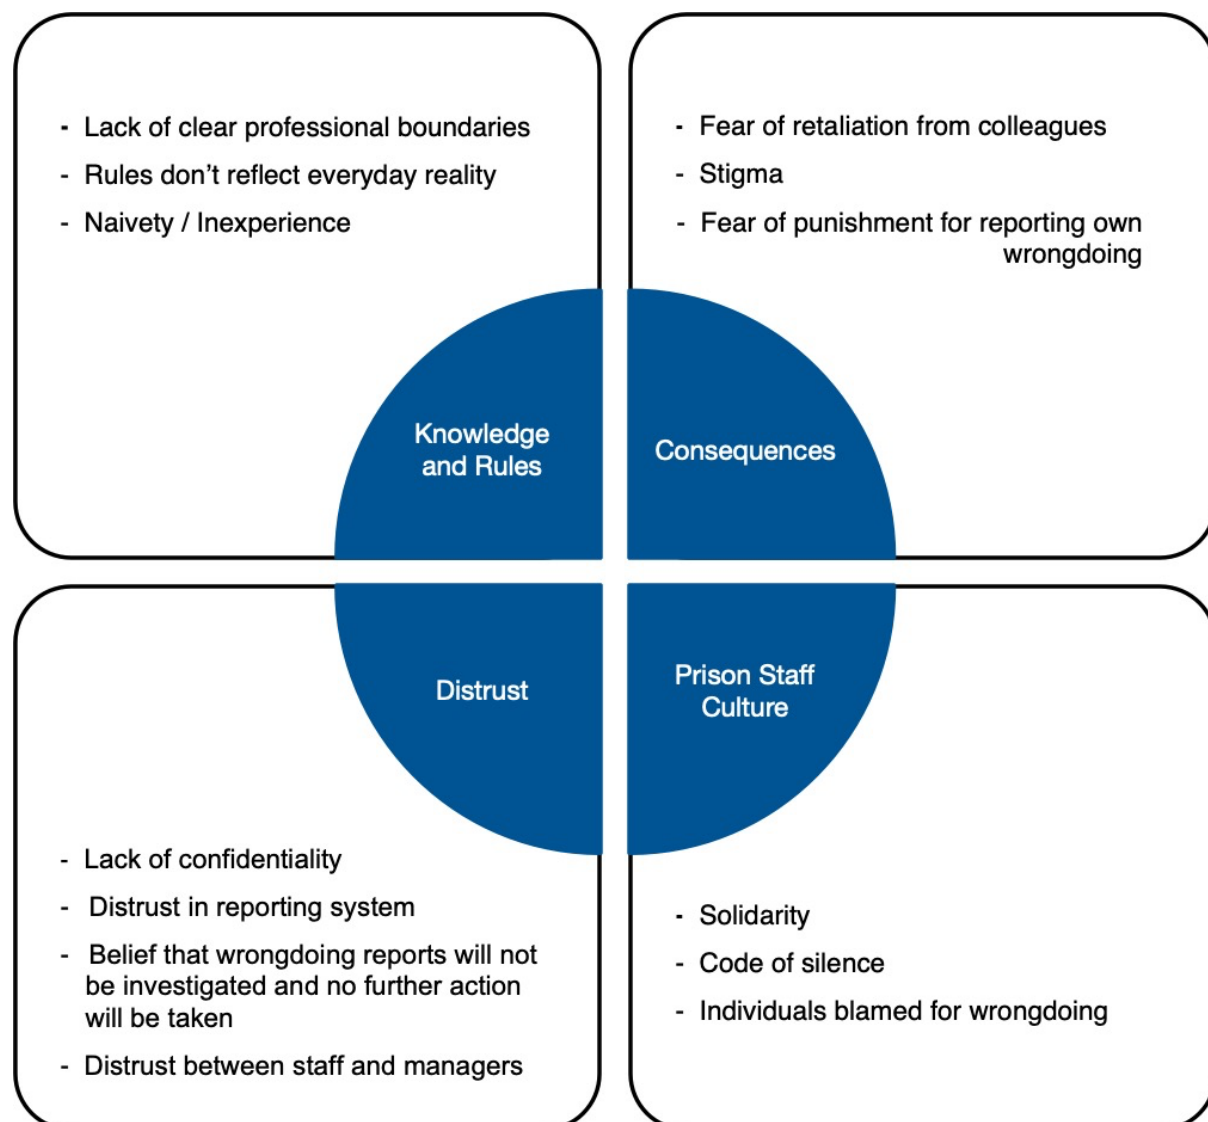 - Lack of clear professional boundaries
- Rules don’t reflect everyday reality
- Naivety / Inexperience
Knowledge
and Rules
- Fear of retaliation from colleagues
- Stigma
- Fear of punishment for reporting own
wrongdoing
Consequences
Distrust
- Lack of confidentiality
- Distrust in reporting system
- Belief that wrongdoing reports will not
be investigated and no further action
will be taken
- Distrust between staff and managers
Prison Staff
Culture
- Solidarity
- Code of silence
- Individuals blamed for wrongdoing